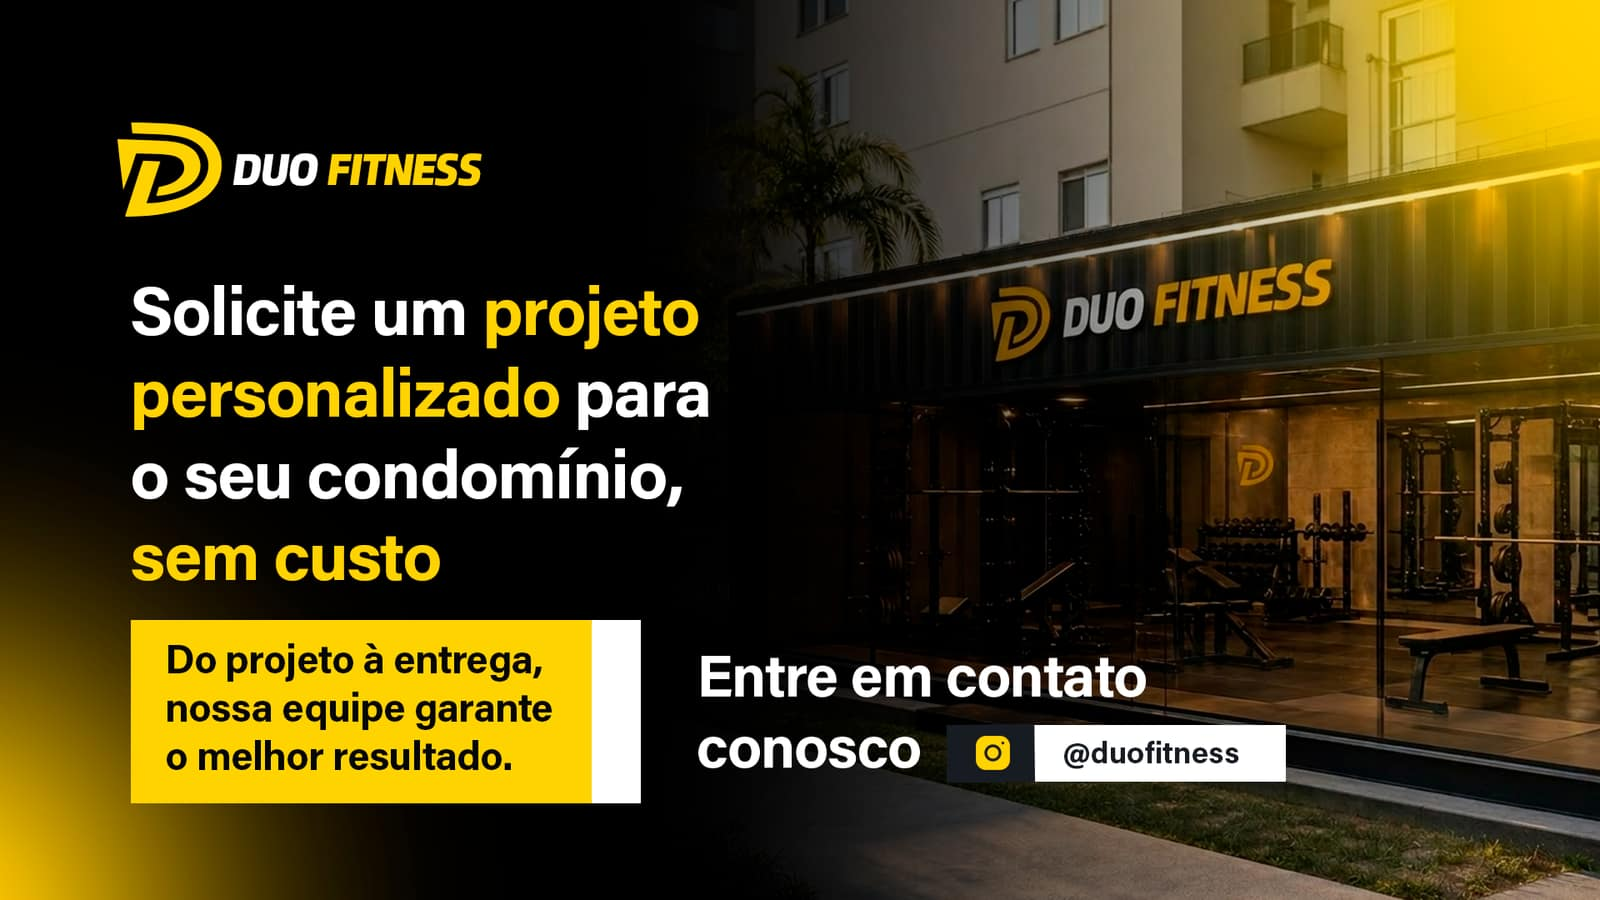 DUO FITNESS
Solicite um projeto
personalizado para
o seu condomínio,
sem custo
Do projeto à entrega,
nossa equipe garante
o melhor resultado.
Entre em contato
conosco @duofitness
DUO FITNESS